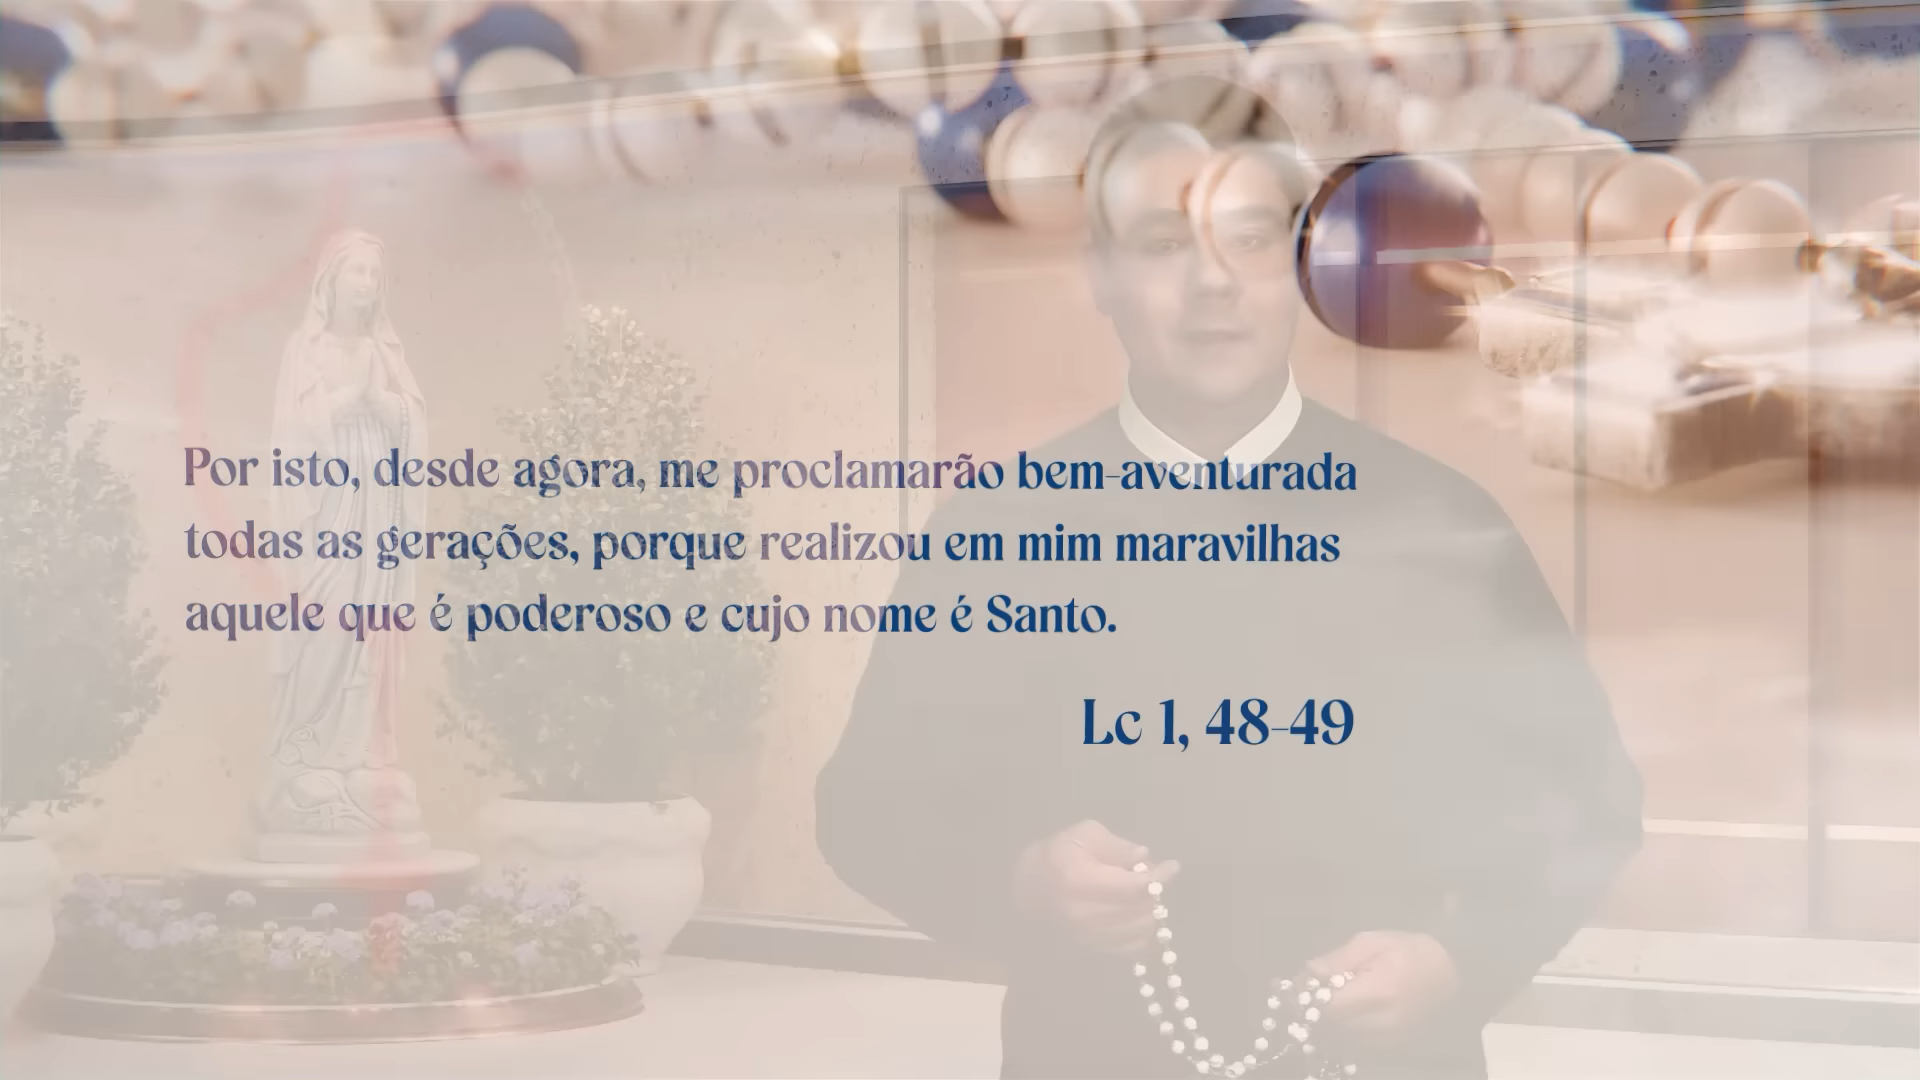 Por isto, desde agora, me proclamarão bem-aventurada
todas as gerações, porque realizou em mim maravilhas
aquele que é poderoso e cujo nome é Santo.
Lc 1, 48-49